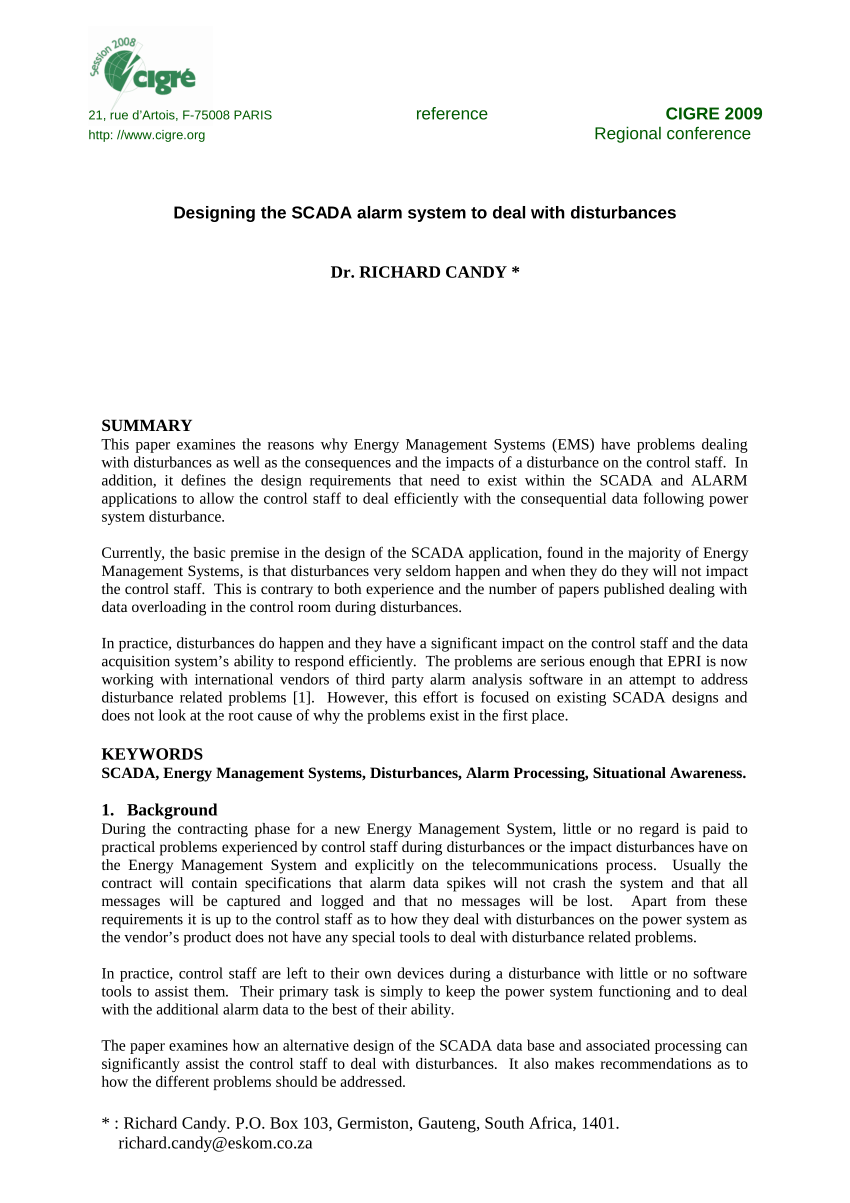 Session 2008
cigré
21, rue d'Artois, F-75008 PARIS reference CIGRE 2009
http: //www.cigre.org Regional conference
Designing the SCADA alarm system to deal with disturbances
Dr. RICHARD CANDY *
SUMMARY
This paper examines the reasons why Energy Management Systems (EMS) have problems dealing
with disturbances as well as the consequences and the impacts of a disturbance on the control staff. In
addition, it defines the design requirements that need to exist within the SCADA and ALARM
applications to allow the control staff to deal efficiently with the consequential data following power
system disturbance.
Currently, the basic premise in the design of the SCADA application, found in the majority of Energy
Management Systems, is that disturbances very seldom happen and when they do they will not impact
the control staff. This is contrary to both experience and the number of papers published dealing with
data overloading in the control room during disturbances.
In practice, disturbances do happen and they have a significant impact on the control staff and the data
acquisition system's ability to respond efficiently. The problems are serious enough that EPRI is now
working with international vendors of third party alarm analysis software in an attempt to address
disturbance related problems [1]. However, this effort is focused on existing SCADA designs and
does not look at the root cause of why the problems exist in the first place.
KEYWORDS
SCADA, Energy Management Systems, Disturbances, Alarm Processing, Situational Awareness.
1. Background
During the contracting phase for a new Energy Management System, little or no regard is paid to
practical problems experienced by control staff during disturbances or the impact disturbances have on
the Energy Management System and explicitly on the telecommunications process. Usually the
contract will contain specifications that alarm data spikes will not crash the system and that all
messages will be captured and logged and that no messages will be lost. Apart from these
requirements it is up to the control staff as to how they deal with disturbances on the power system as
the vendor's product does not have any special tools to deal with disturbance related problems.
In practice, control staff are left to their own devices during a disturbance with little or no software
tools to assist them. Their primary task is simply to keep the power system functioning and to deal
with the additional alarm data to the best of their ability.
The paper examines how an alternative design of the SCADA data base and associated processing can
significantly assist the control staff to deal with disturbances. It also makes recommendations as to
how the different problems should be addressed.
* : Richard Candy. P.O. Box 103, Germiston, Gauteng, South Africa, 1401.
richard.candy@eskom.co.za